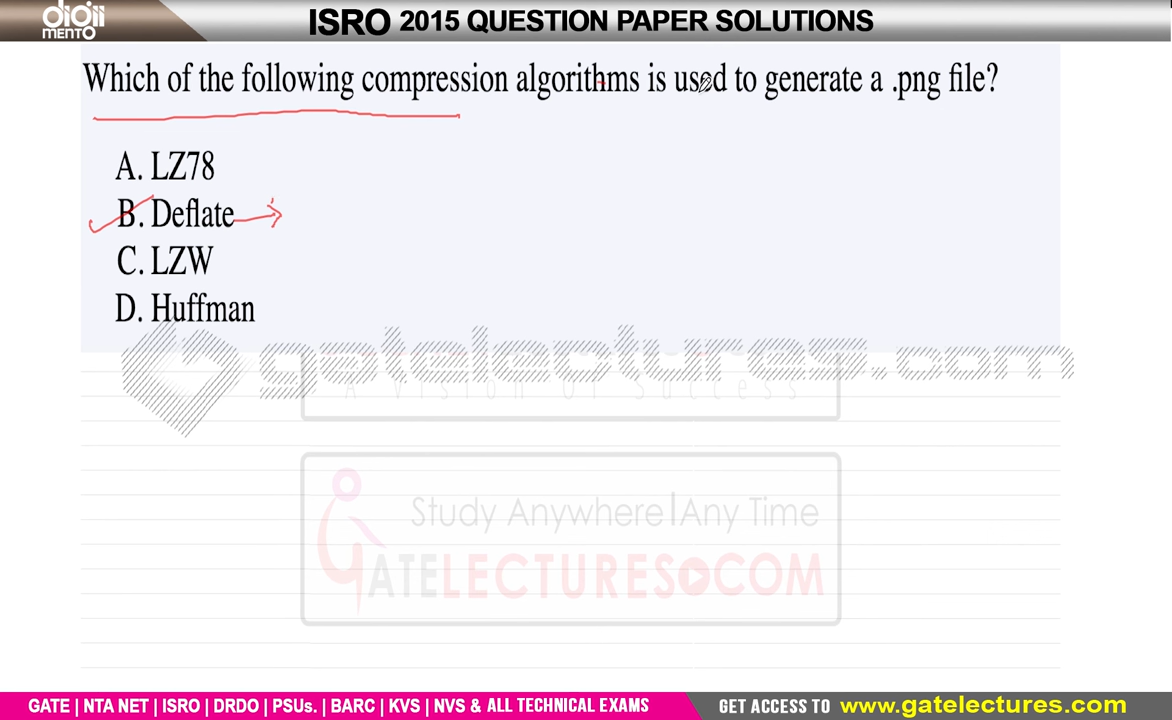 digii
MENTO
ISRO 2015 QUESTION PAPER SOLUTIONS
Which of the following compression algorithms is used to generate a .png file?
A. LZ78
B. Deflate
C. LZW
D. Huffman
gatelectures.com
A Vision Of Success
Study Anywhere|Any Time
GATELECTURES.COM
GATE | NTA NET | ISRO | DRDO | PSUs. | BARC | KVS | NVS & ALL TECHNICAL EXAMS
GET ACCESS TO www.gatelectures.com